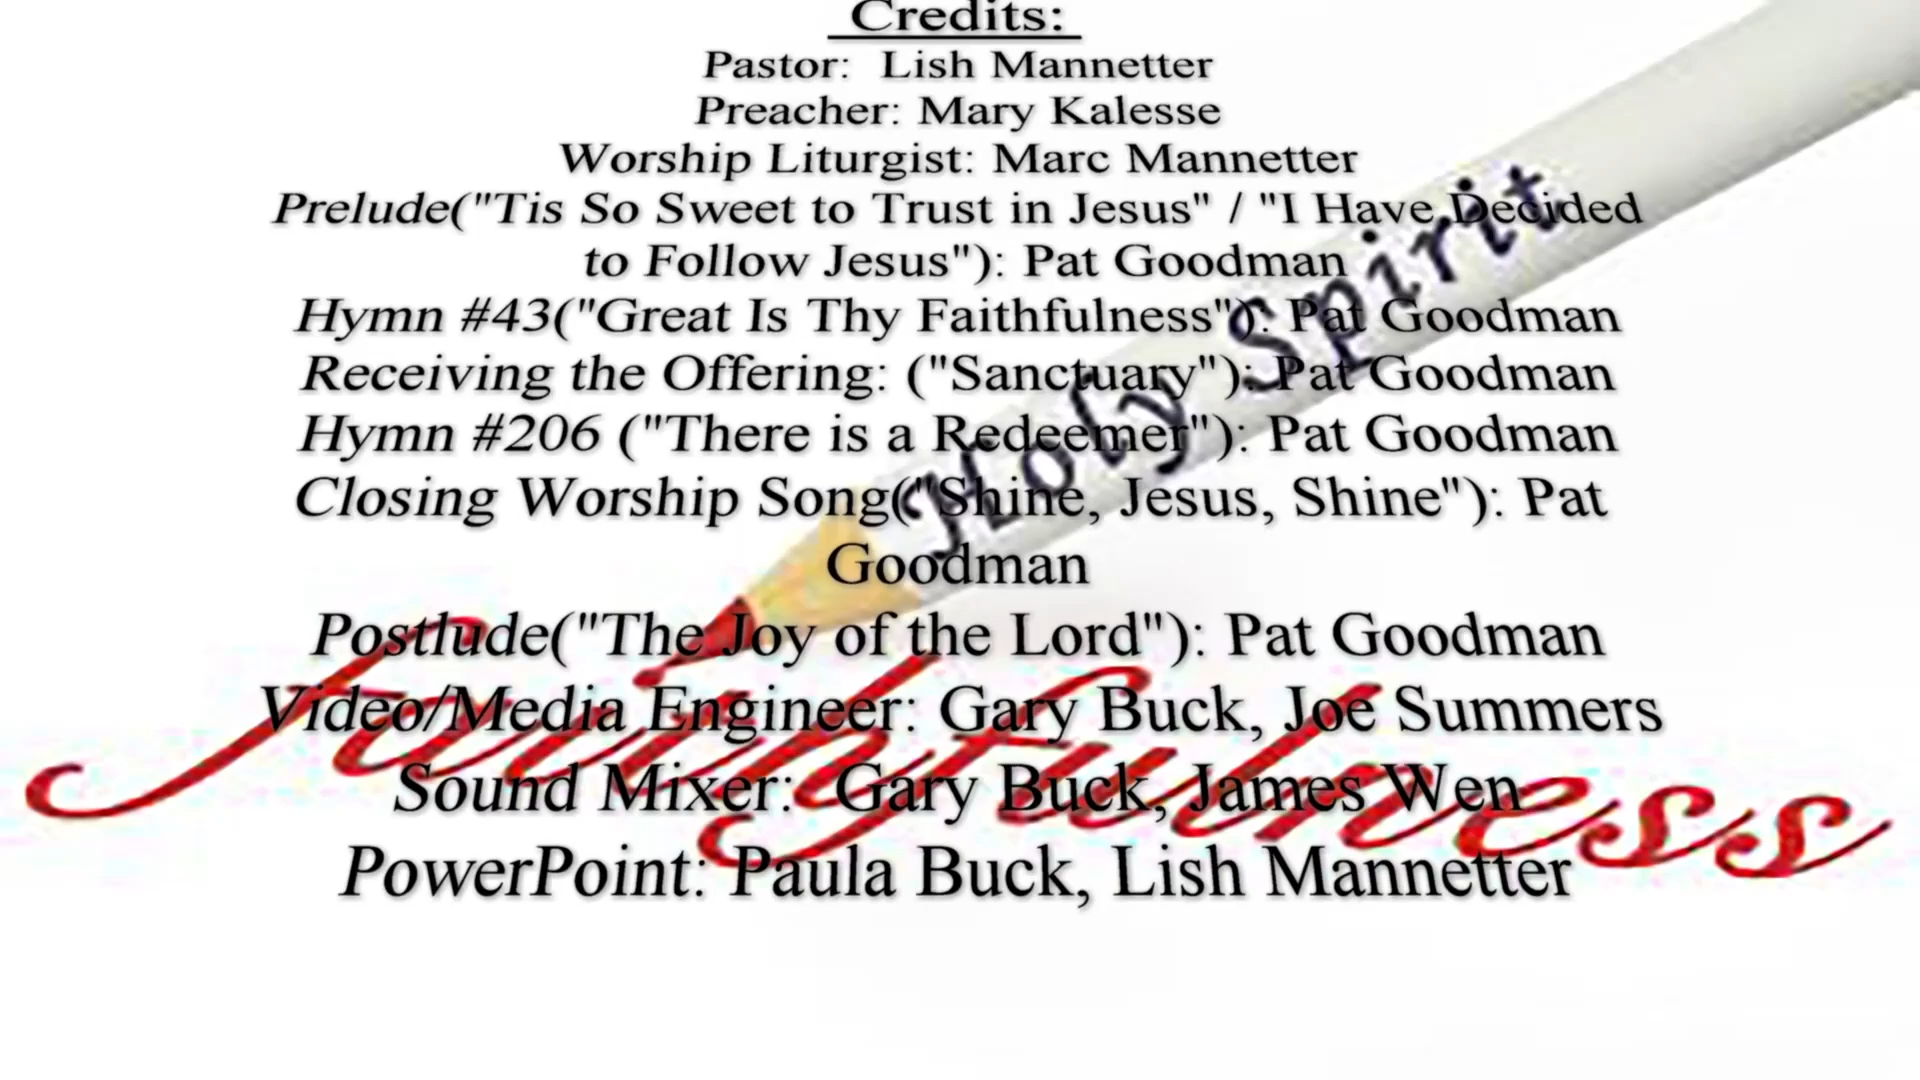 Credits:
Pastor:  Lish Mannetter
Preacher: Mary Kalesse
Worship Liturgist: Marc Mannetter
Prelude("Tis So Sweet to Trust in Jesus" / "I Have Decided
to Follow Jesus"): Pat Goodman
Hymn #43("Great Is Thy Faithfulness"): Pat Goodman
Receiving the Offering: ("Sanctuary"): Pat Goodman
Hymn #206 ("There is a Redeemer"): Pat Goodman
Closing Worship Song("Shine, Jesus, Shine"): Pat
Goodman
Postlude("The Joy of the Lord"): Pat Goodman
Video/Media Engineer: Gary Buck, Joe Summers
Sound Mixer:  Gary Buck, James Wen
PowerPoint: Paula Buck, Lish Mannetter
Holy Spirit
faithfulness